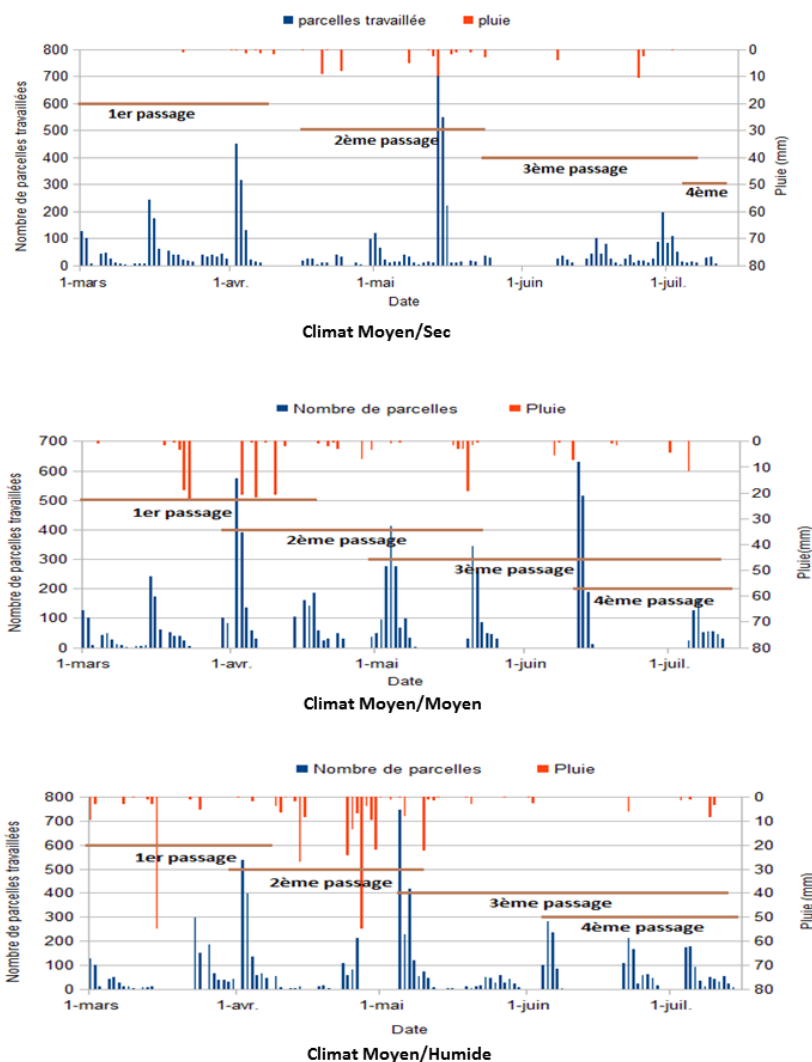 parcelles travaillée pluie
Nombre de parcelles travaillées
800 700 600 500 400 300 200 100 0
1er passage
2ème passage
3ème passage
4ème
0 10 20 30 40 50 60 70 80
Pluie (mm)
1-mars 1-avr. 1-mai 1-juin 1-juil.
Date
Climat Moyen/Sec
Nombre de parcelles Pluie
Nombre de parcelles travaillées
700 600 500 400 300 200 100 0
1er passage
2ème passage
3ème passage
4ème passage
0 10 20 30 40 50 60 70 80
Pluie(mm)
1-mars 1-avr. 1-mai 1-juin 1-juil.
Date
Climat Moyen/Moyen
Nombre de parcelles Pluie
Nombre de parcelles travaillées
800 700 600 500 400 300 200 100 0
1er passage
2ème passage
3ème passage
4ème passage
0 10 20 30 40 50 60 70 80
Pluie (mm)
1-mars 1-avr. 1-mai 1-juin 1-juil.
Date
Climat Moyen/Humide